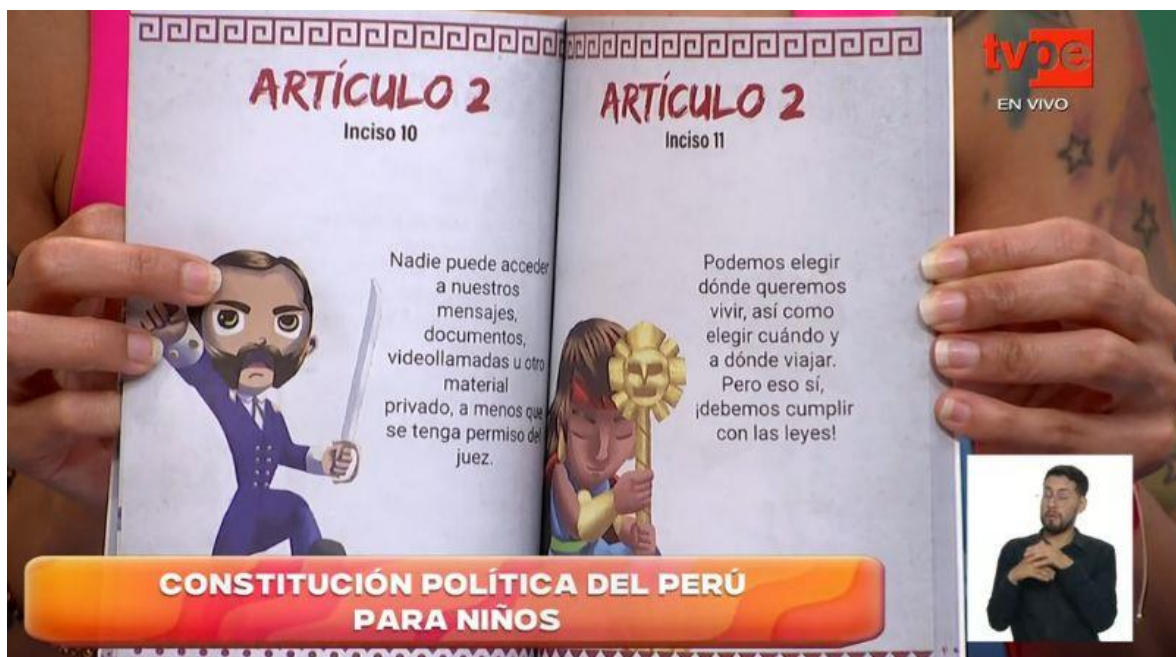 ARTÍCULO 2
Inciso 10
Nadie puede acceder
a nuestros
mensajes,
documentos,
videollamadas u otro
material
privado, a menos que
se tenga permiso del
juez.
ARTÍCULO 2
Inciso 11
Podemos elegir
dónde queremos
vivir, así como
elegir cuándo y
a dónde viajar.
Pero eso sí,
¡debemos cumplir
con las leyes!
tvpe
EN VIVO
CONSTITUCIÓN POLÍTICA DEL PERÚ
PARA NIÑOS